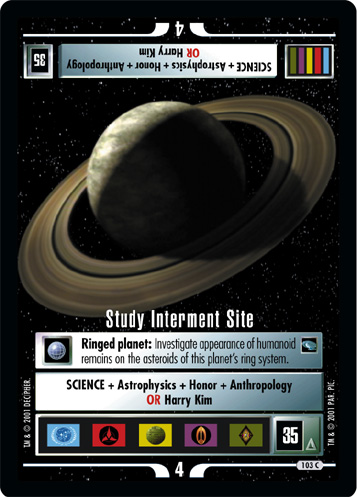 4
35
SCIENCE + Astrophysics + Honor + Anthropology
OR Harry Kim
Study Interment Site
Ringed planet: Investigate appearance of humanoid
remains on the asteroids of this planet's ring system.
SCIENCE + Astrophysics + Honor + Anthropology
OR Harry Kim
35
TM & © 2001 DECIPHER.
TM & © 2001 PAR. PIC.
4
103 C